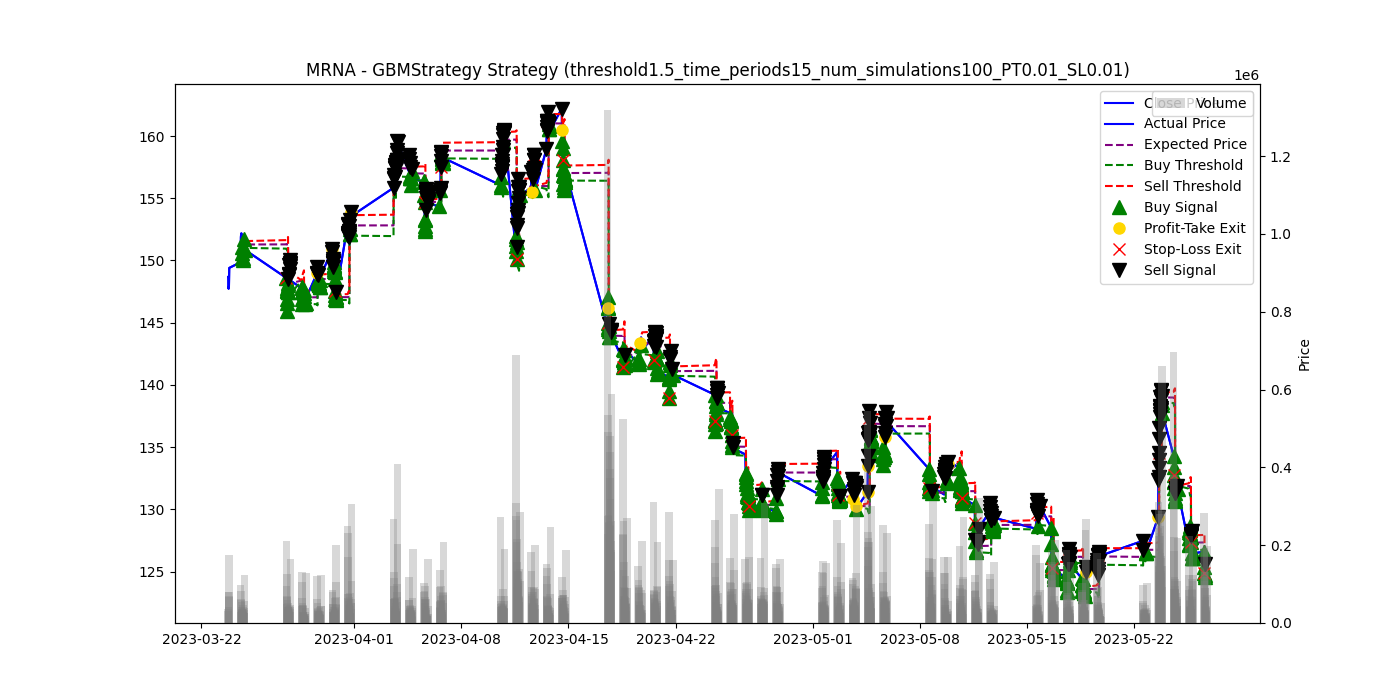 MRNA - GBMStrategy Strategy (threshold1.5_time_periods15_num_simulations100_PT0.01_SL0.01)
1e6
160
155
150
145
140
135
130
125
Volume
Actual Price
Expected Price
Buy Threshold
Sell Threshold
Buy Signal
Profit-Take Exit
Stop-Loss Exit
Sell Signal
1.2
1.0
0.8
0.6
0.4
0.2
0.0
Price
2023-03-22
2023-04-01
2023-04-08
2023-04-15
2023-04-22
2023-05-01
2023-05-08
2023-05-15
2023-05-22